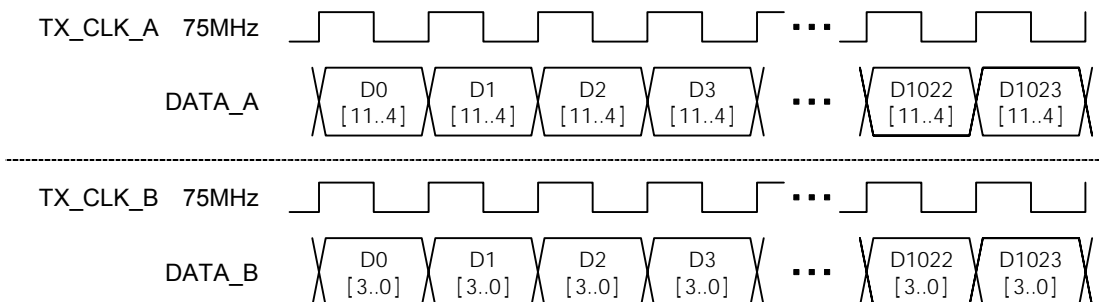 TX_CLK_A 75MHz
DATA_A D0 D1 D2 D3 D1022 D1023
[11..4] [11..4] [11..4] [11..4] [11..4] [11..4]
TX_CLK_B 75MHz
DATA_B D0 D1 D2 D3 D1022 D1023
[3..0] [3..0] [3..0] [3..0] [3..0] [3..0]